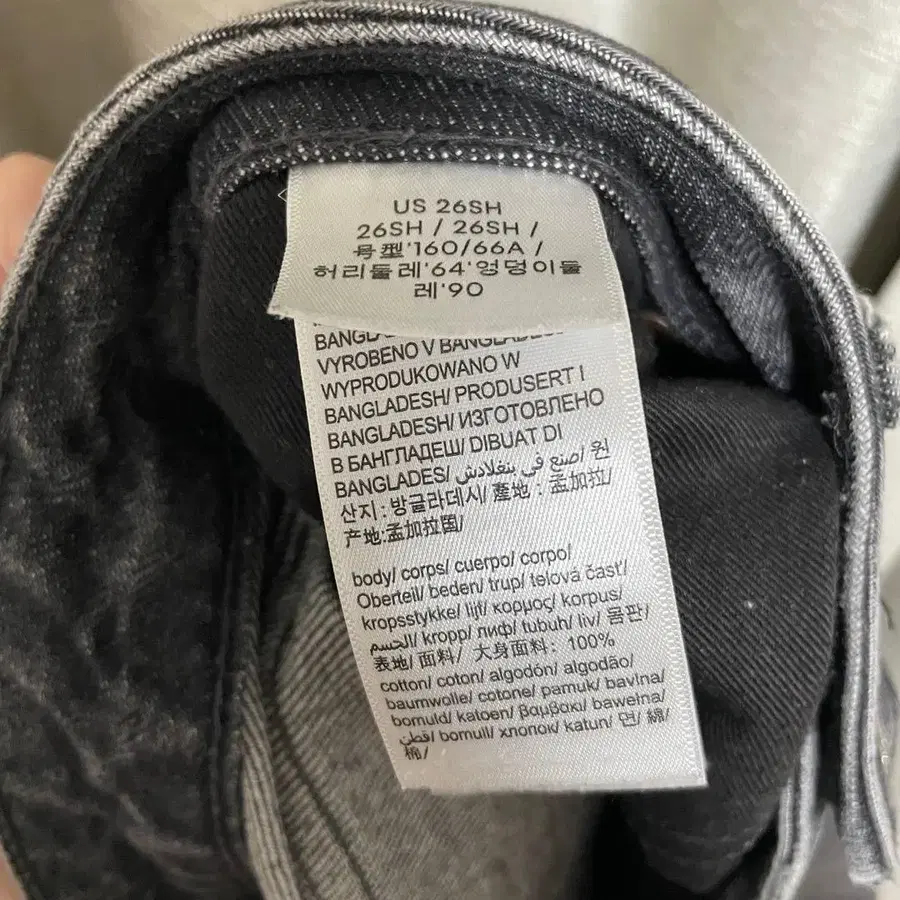 US 26SH
26SH / 26SH /
号型'160/66A /
허리둘레'64'엉덩이둘
레'90
VYROBENO V
WYPRODUKOWANO W
BANGLADESH/ PRODUSERT I
BANGLADESH/ ИЗГОТОВЛЕНО
В БАНГЛАДЕШ/ DIBUAT DI
BANGLADES/ صنع في بنغلادش/ 원
산지 : 방글라데시/ 產地 : 孟加拉/
产地:孟加拉国/
body/ corps/ cuerpo/ corpo/
Oberteil/ beden/ trup/ telová časť/
kropsstykke/ lijf/ κορμος/ korpus/
الجسم/ kropp/ лиф/ tubuh/ liv/ 몸판/
表地/ 面料/ 大身面料: 100%
cotton/ coton/ algodón/ algodão/
baumwolle/ cotone/ pamuk/ bavlna/
bomuld/ katoen/ βαμβακι/ bawełna/
قطن/ bomull/ хлопок/ katun/ 면/ 綿/
棉/